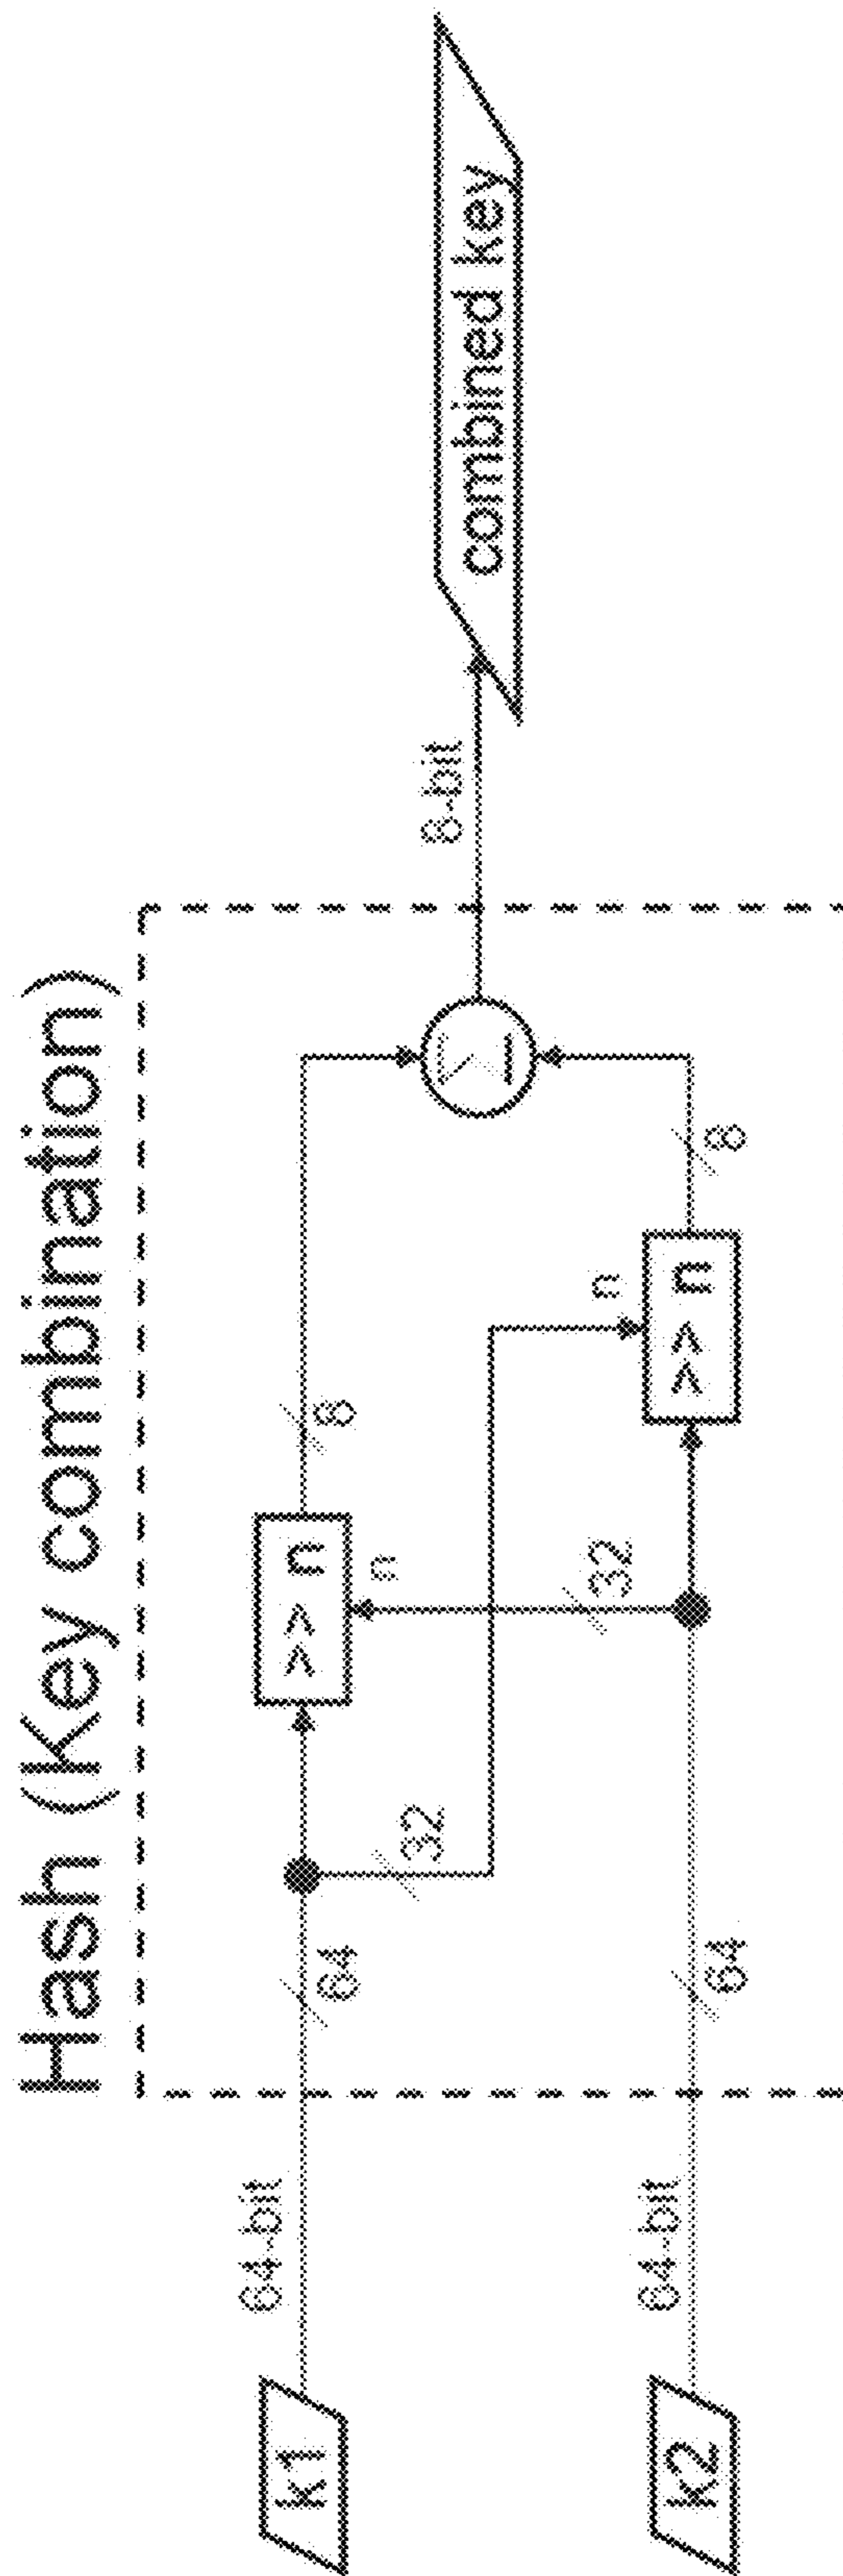 Hash (Key combination)
k1
64-bit
64
>> n
8
32
n
n
Σ
8-bit
combined key
k2
64-bit
64
32
>> n
8